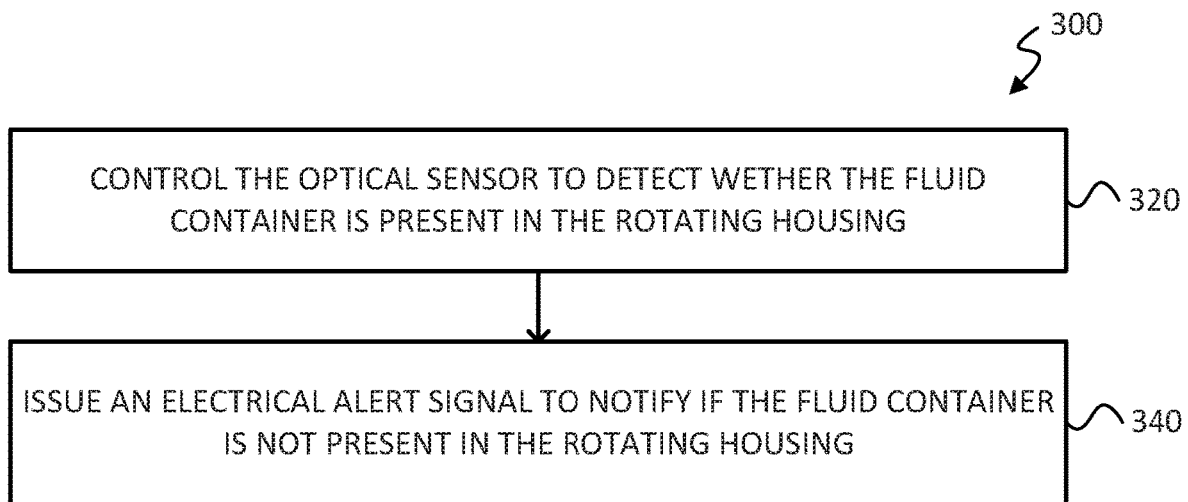 300
CONTROL THE OPTICAL SENSOR TO DETECT WETHER THE FLUID
CONTAINER IS PRESENT IN THE ROTATING HOUSING
320
ISSUE AN ELECTRICAL ALERT SIGNAL TO NOTIFY IF THE FLUID CONTAINER
IS NOT PRESENT IN THE ROTATING HOUSING
340